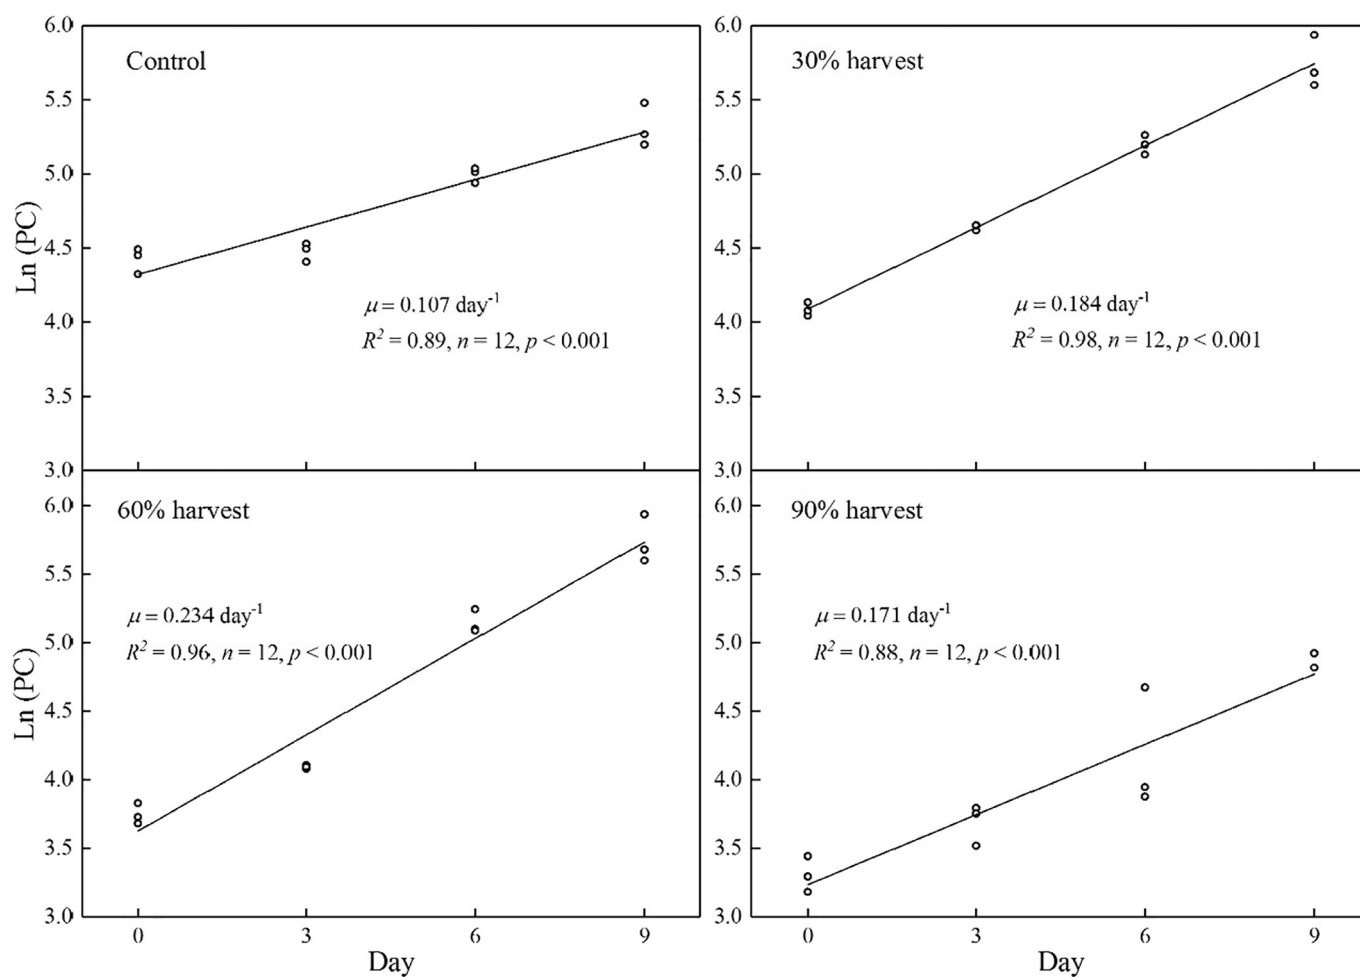 Control
6.0
5.5
5.0
4.5
4.0
3.5
3.0
Ln (PC)
μ = 0.107 day-1
R2 = 0.89, n = 12, p < 0.001
30% harvest
6.0
5.5
5.0
4.5
4.0
3.5
3.0
μ = 0.184 day-1
R2 = 0.98, n = 12, p < 0.001
60% harvest
6.0
5.5
5.0
4.5
4.0
3.5
3.0
Ln (PC)
μ = 0.234 day-1
R2 = 0.96, n = 12, p < 0.001
0 3 6 9
Day
90% harvest
6.0
5.5
5.0
4.5
4.0
3.5
3.0
μ = 0.171 day-1
R2 = 0.88, n = 12, p < 0.001
0 3 6 9
Day